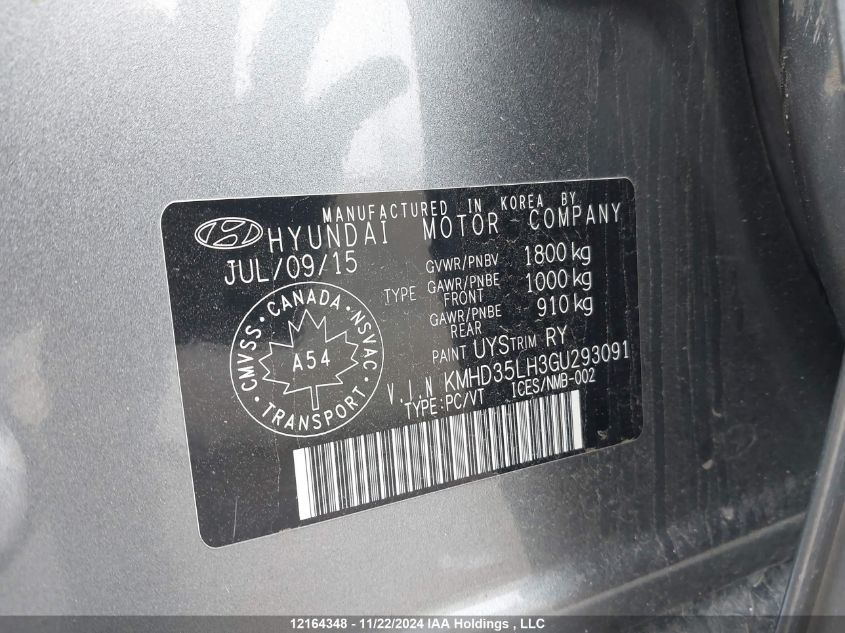 MANUFACTURED IN KOREA BY
HYUNDAI MOTOR COMPANY
JUL/09/15
GVWR/PNBV 1800 kg
TYPE GAWR/PNBE FRONT 1000 kg
GAWR/PNBE REAR 910 kg
PAINT UYS TRIM RY
V.I.N KMHD35LH3GU293091
TYPE:PC/VT ICES/NMB-002
CANADA
CMVSS · NSVAC
A54
TRANSPORT
12164348 - 11/22/2024 IAA Holdings , LLC